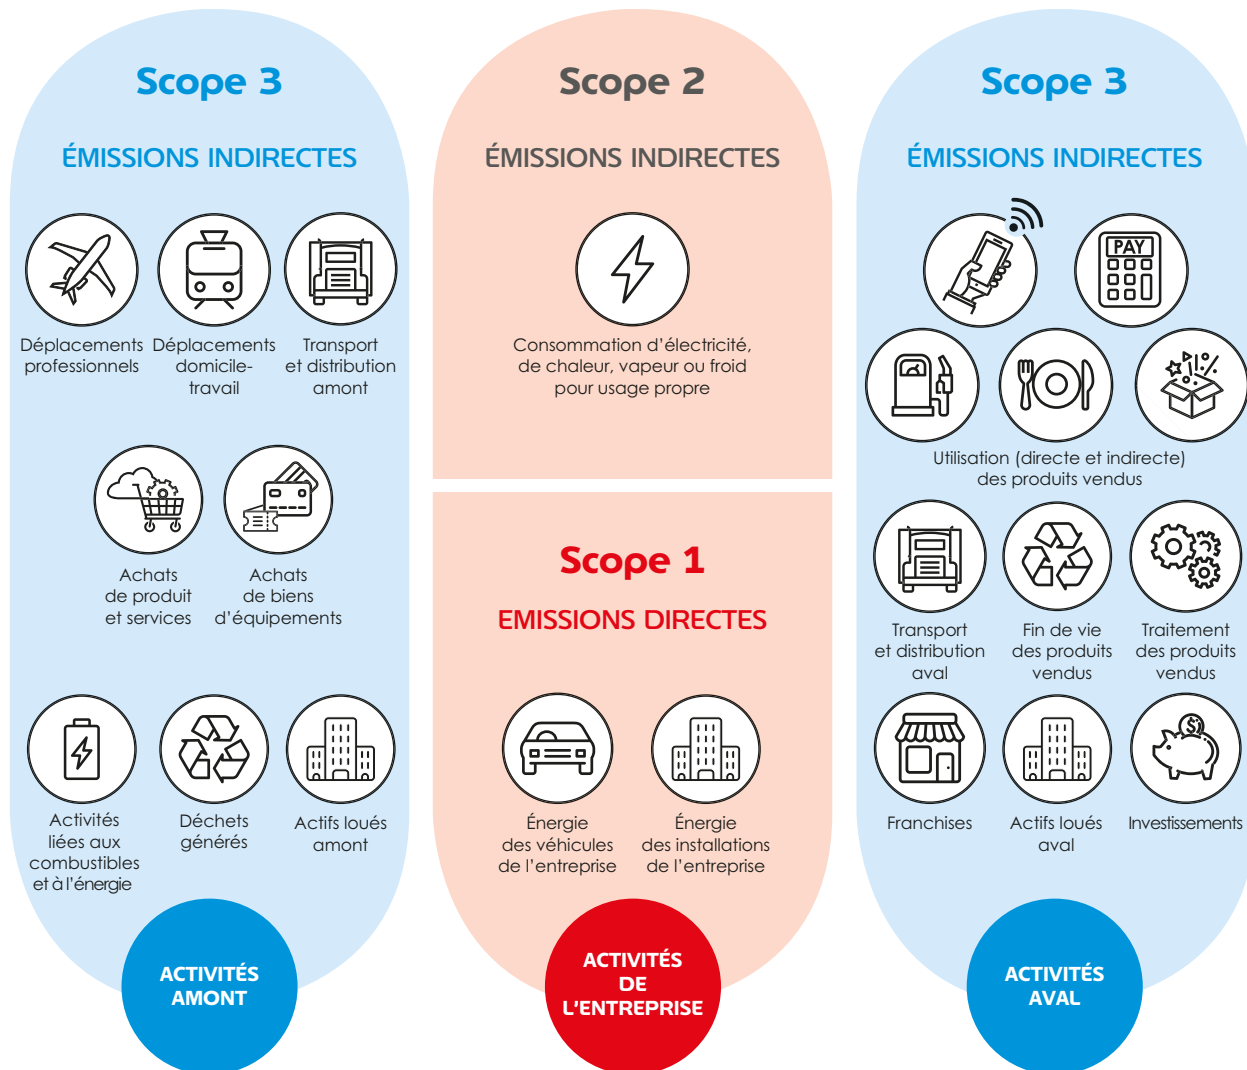 Scope 3
ÉMISSIONS INDIRECTES
Déplacements
professionnels
Déplacements
domicile-
travail
Transport
et distribution
amont
Achats
de produit
et services
Achats
de biens
d'équipements
Activités
liées aux
combustibles
et à l'énergie
Déchets
générés
Actifs loués
amont
ACTIVITÉS
AMONT
Scope 2
ÉMISSIONS INDIRECTES
Consommation d'électricité,
de chaleur, vapeur ou froid
pour usage propre
Scope 1
EMISSIONS DIRECTES
Énergie
des véhicules
de l'entreprise
Énergie
des installations
de l'entreprise
ACTIVITÉS
DE
L'ENTREPRISE
Scope 3
ÉMISSIONS INDIRECTES
PAY
Utilisation (directe et indirecte)
des produits vendus
Transport
et distribution
aval
Fin de vie
des produits
vendus
Traitement
des produits
vendus
Franchises
Actifs loués
aval
$
Investissements
ACTIVITÉS
AVAL